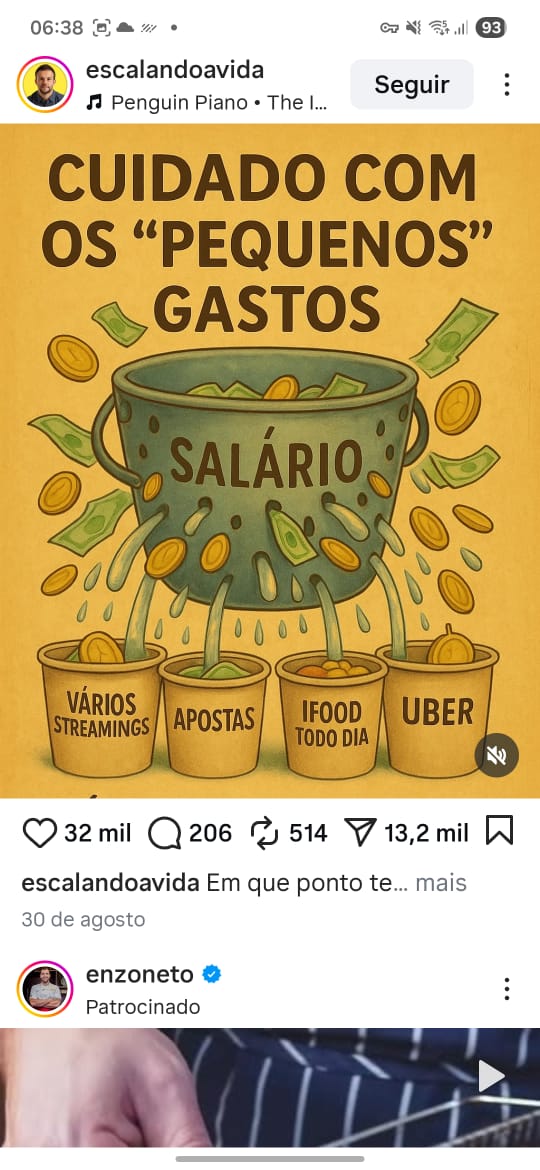 06:38
93
escalandoavida
Penguin Piano • The I...
Seguir
CUIDADO COM
OS “PEQUENOS”
GASTOS
SALÁRIO
VÁRIOS
STREAMINGS
APOSTAS
IFOOD
TODO DIA
UBER
32 mil
206
514
13,2 mil
escalandoavida Em que ponto te... mais
30 de agosto
enzoneto
Patrocinado